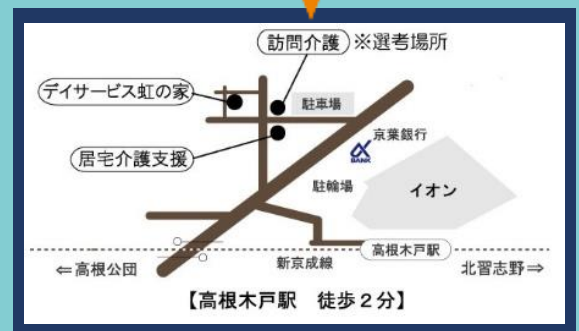 訪問介護 ※選考場所
デイサービス虹の家
駐車場
居宅介護支援
京葉銀行
BANK
駐輪場
イオン
高根木戸駅
⇐高根公団
新京成線
北習志野⇒
【高根木戸駅 徒歩2分】